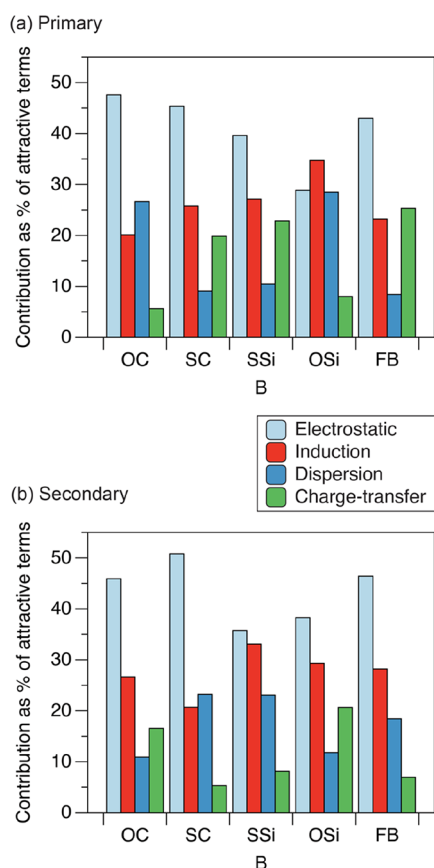 (a) Primary
Contribution as % of attractive terms
50
40
30
20
10
0
OC SC SSi OSi FB
B
Electrostatic
Induction
Dispersion
Charge-transfer
(b) Secondary
Contribution as % of attractive terms
50
40
30
20
10
0
OC SC SSi OSi FB
B